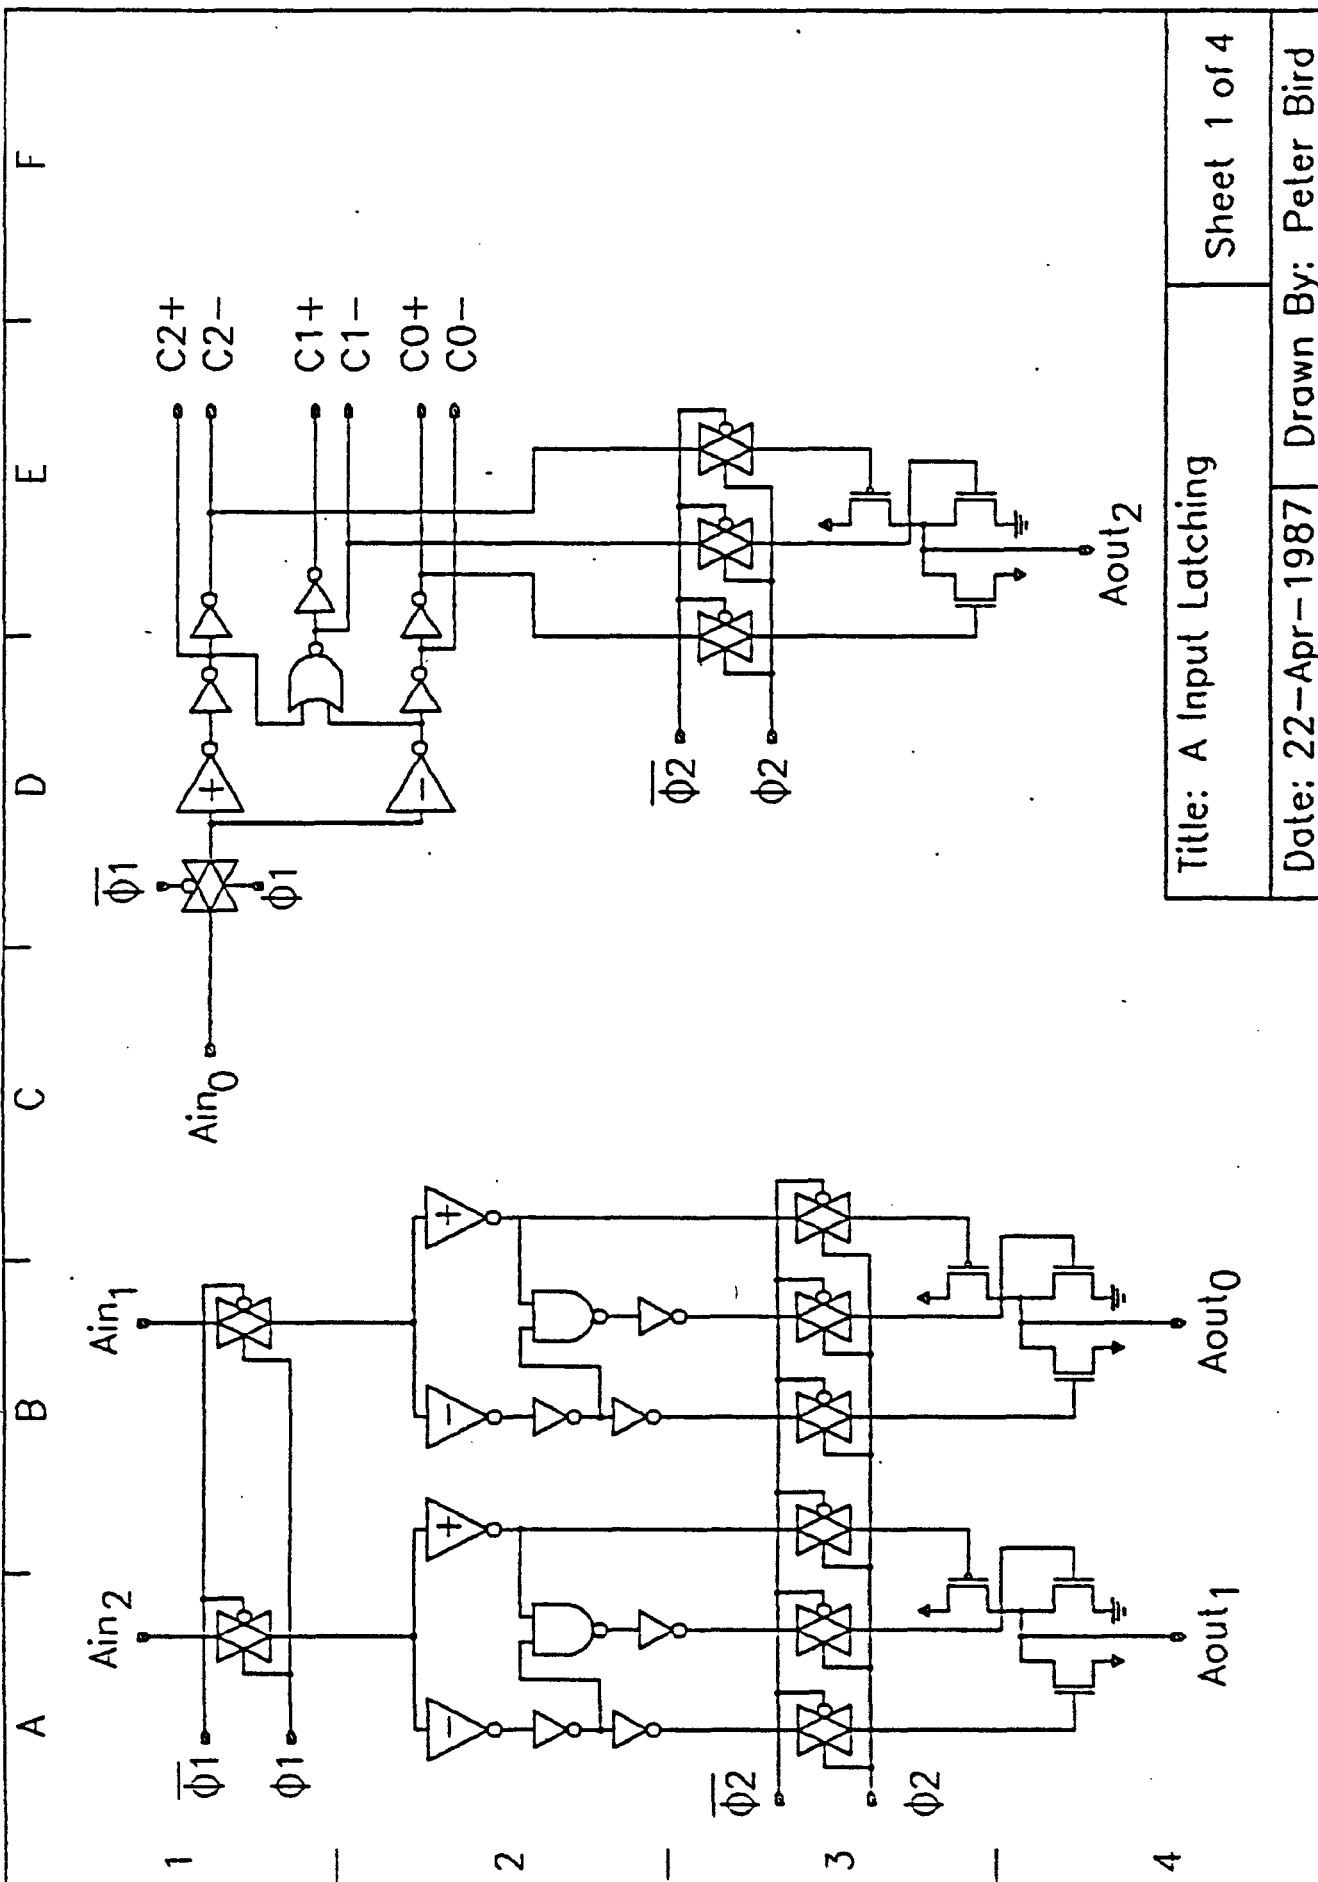 A
B
C
D
E
F
1
2
3
4
Ain2
Ain1
Ain0
φ1
φ1
φ1
φ1
+
−
C2+
C2−
C1+
C1−
C0+
C0−
−
+
−
+
φ2
φ2
φ2
φ2
Aout1
Aout0
Aout2
Title: A Input Latching
Sheet 1 of 4
Date: 22−Apr−1987
Drawn By: Peter Bird